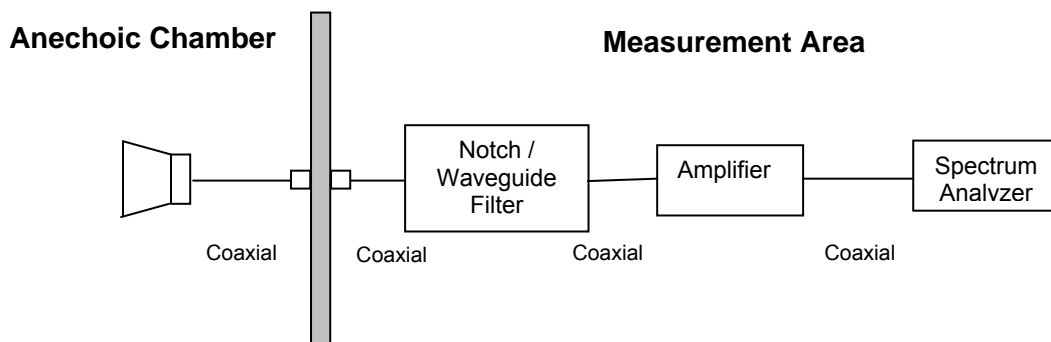 Anechoic Chamber
Measurement Area
Notch /
Waveguide
Filter
Amplifier
Spectrum
Analvzer
Coaxial
Coaxial
Coaxial
Coaxial